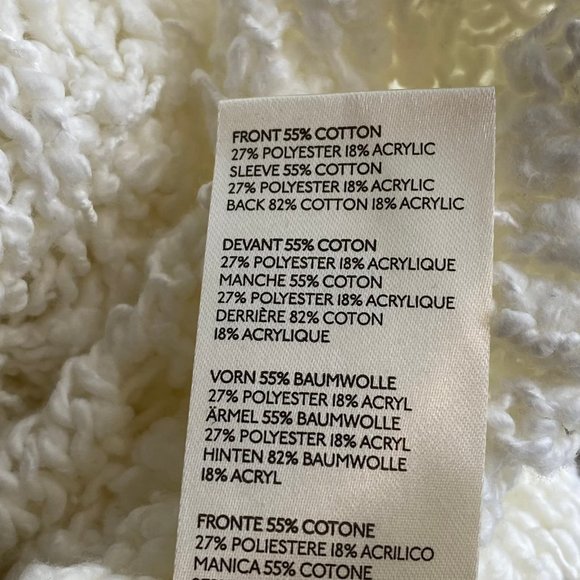 FRONT 55% COTTON
27% POLYESTER 18% ACRYLIC
SLEEVE 55% COTTON
27% POLYESTER 18% ACRYLIC
BACK 82% COTTON 18% ACRYLIC
DEVANT 55% COTON
27% POLYESTER 18% ACRYLIQUE
MANCHE 55% COTON
27% POLYESTER 18% ACRYLIQUE
DERRIÈRE 82% COTON
18% ACRYLIQUE
VORN 55% BAUMWOLLE
27% POLYESTER 18% ACRYL
ÄRMEL 55% BAUMWOLLE
27% POLYESTER 18% ACRYL
HINTEN 82% BAUMWOLLE
18% ACRYL
FRONTE 55% COTONE
27% POLIESTERE 18% ACRILICO
MANICA 55% COTONE